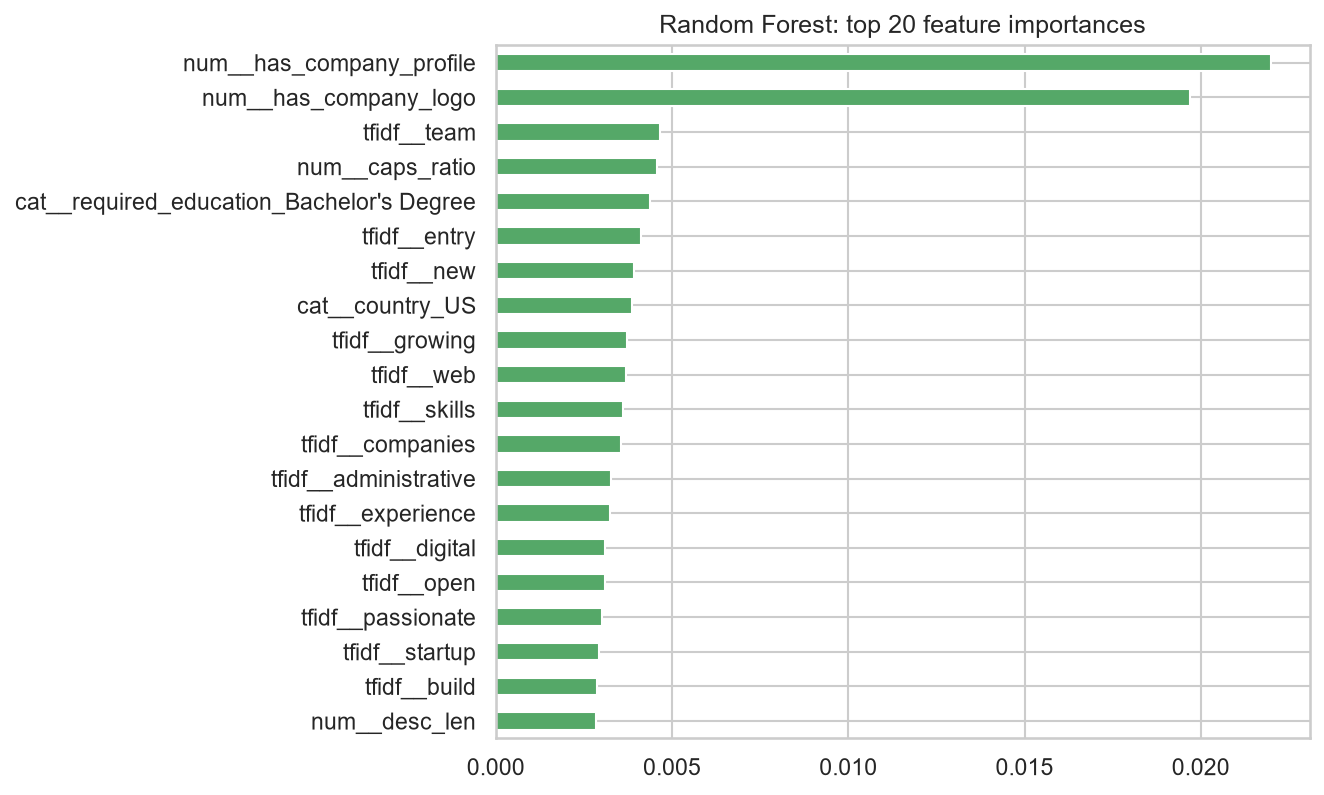 Random Forest: top 20 feature importances
num__has_company_profile
num__has_company_logo
tfidf__team
num__caps_ratio
cat__required_education_Bachelor's Degree
tfidf__entry
tfidf__new
cat__country_US
tfidf__growing
tfidf__web
tfidf__skills
tfidf__companies
tfidf__administrative
tfidf__experience
tfidf__digital
tfidf__open
tfidf__passionate
tfidf__startup
tfidf__build
num__desc_len
0.000 0.005 0.010 0.015 0.020